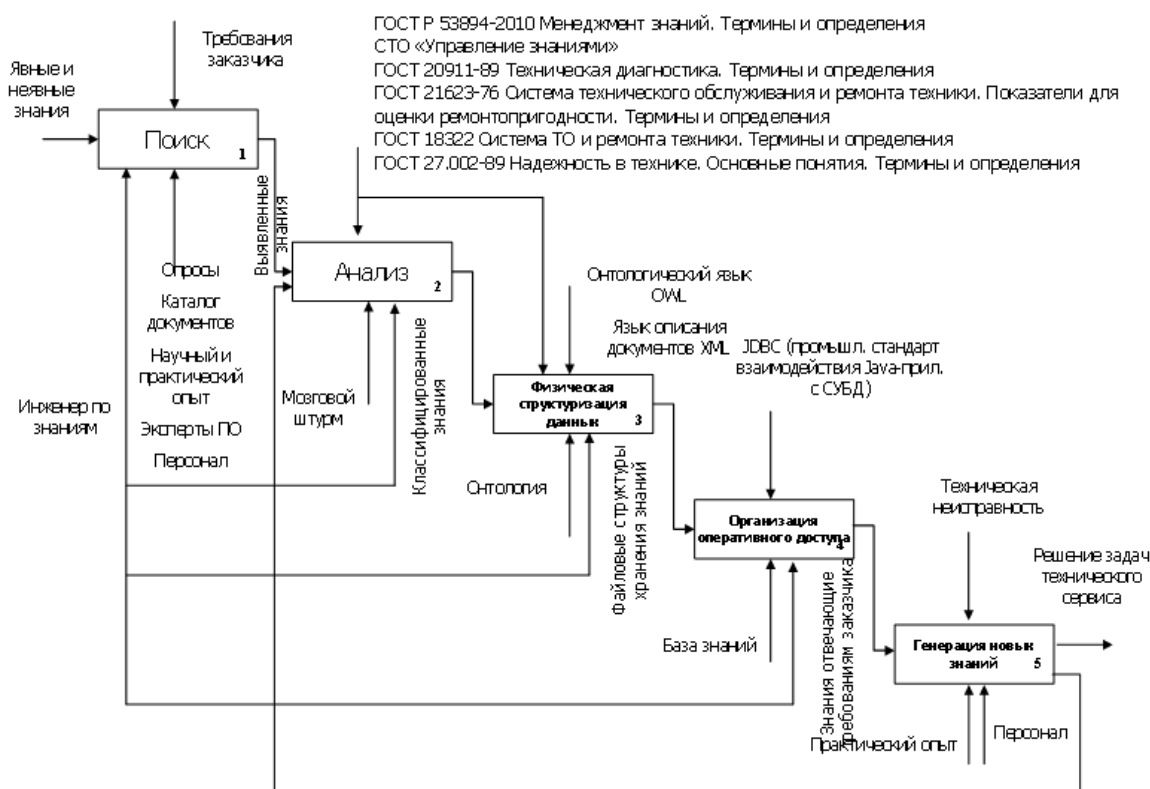 ГОСТ Р 53894-2010 Менеджмент знаний. Термины и определения
СТО «Управление знаниями»
ГОСТ 20911-89 Техническая диагностика. Термины и определения
ГОСТ 21623-76 Система технического обслуживания и ремонта техники. Показатели для
оценки ремонтопригодности. Термины и определения
ГОСТ 18322 Система ТО и ремонта техники. Термины и определения
ГОСТ 27.002-89 Надежность в технике. Основные понятия. Термины и определения
Требования
заказчика
Явные и
неявные
знания
Поиск
1
Выявленные
знания
Анализ
2
Опросы
Каталог
документов
Научный и
практический
опыт
Эксперты ПО
Персонал
Инженер по
знаниям
Мозговой
штурм
Классифицированные
знания
Онтологический язык
OWL
Язык описания
документов XML
Физическая
структуризация
данных
3
Онтология
Файловые структуры
хранения знаний
JDBC (промышл. стандарт
взаимодействия Java-прил.
с СУБД)
Организация
оперативного доступа
4
База знаний
Знания отвечающие
требованиям заказчика
Техническая
неисправность
Решение задач
технического
сервиса
Генерация новых
знаний
5
Практический опыт
Персонал